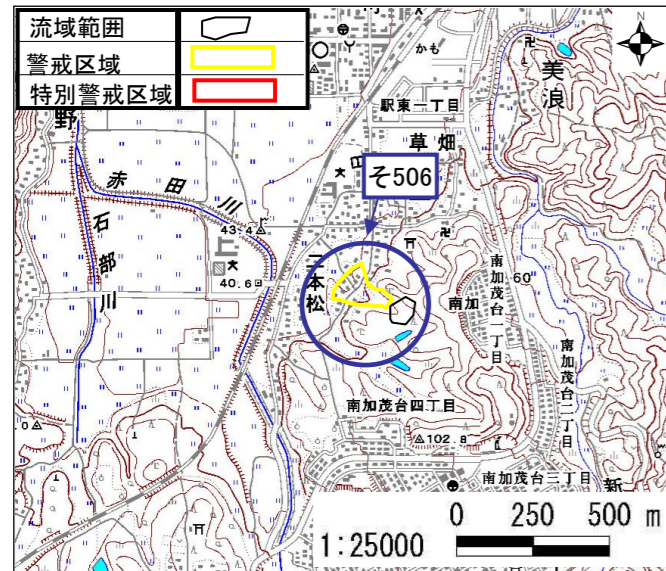 流域範囲
警戒区域
特別警戒区域
N
かも
美浪
駅東一丁目
野
草畑
赤田川
そ506
石部川
43.4
上
40.6
二本松
南加
南加茂台一丁目
60
南加茂台二丁目
南加茂台四丁目
102.8
南加茂台三丁目
新
0 250 500 m
1:25000